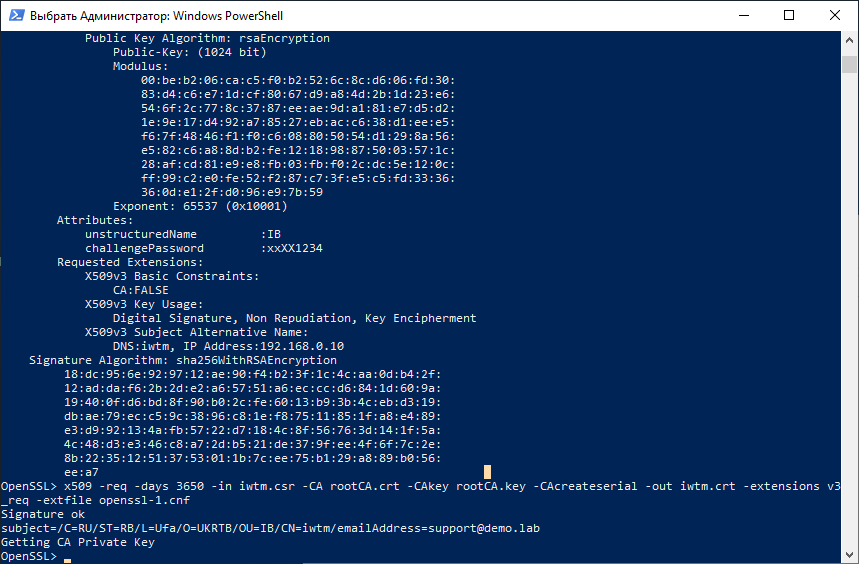 Выбрать Администратор: Windows PowerShell
Public Key Algorithm: rsaEncryption
Public-Key: (1024 bit)
Modulus:
00:be:b2:06:ca:c5:f0:b2:52:6c:8c:d6:06:fd:30:
83:d4:c6:e7:1d:cf:80:67:d9:a8:4d:2b:1d:23:e6:
54:6f:2c:77:8c:37:87:ee:ae:9d:a1:81:e7:d5:d2:
1e:9e:17:d4:92:a7:85:27:eb:ac:c6:38:d1:ee:e5:
f6:7f:48:46:f1:f0:c6:08:80:50:54:d1:29:8a:56:
e5:82:c6:a8:8d:b2:fe:12:18:98:87:50:03:57:1c:
28:af:cd:81:e9:e8:fb:03:fb:f0:2c:dc:5e:12:0c:
ff:99:c2:e0:fe:52:f2:87:c7:3f:e5:c5:fd:33:36:
36:0d:e1:2f:d0:96:e9:7b:59
Exponent: 65537 (0x10001)
Attributes:
unstructuredName :IB
challengePassword :xxXX1234
Requested Extensions:
X509v3 Basic Constraints:
CA:FALSE
X509v3 Key Usage:
Digital Signature, Non Repudiation, Key Encipherment
X509v3 Subject Alternative Name:
DNS:iwtm, IP Address:192.168.0.10
Signature Algorithm: sha256WithRSAEncryption
18:dc:95:6e:92:97:12:ae:90:f4:b2:3f:1c:4c:aa:0d:b4:2f:
12:ad:da:f6:2b:2d:e2:a6:57:51:a6:ec:cc:d6:84:1d:60:9a:
19:40:0f:d6:bd:8f:90:b0:2c:fe:60:13:b9:3b:4c:eb:d3:19:
db:ae:79:ec:c5:9c:38:96:c8:1e:f8:75:11:85:1f:a8:e4:89:
e3:d9:92:13:4a:fb:57:22:d7:18:4c:8f:56:76:3d:14:1f:5a:
4c:48:d3:e3:46:c8:a7:2d:b5:21:de:37:9f:ee:4f:6f:7c:2e:
8b:22:35:12:51:37:53:01:1b:7c:ee:75:b1:29:a8:89:b0:56:
ee:a7
OpenSSL> x509 -req -days 3650 -in iwtm.csr -CA rootCA.crt -CAkey rootCA.key -CAcreateserial -out iwtm.crt -extensions v3
_req -extfile openssl-1.cnf
Signature ok
subject=/C=RU/ST=RB/L=Ufa/O=UKRTB/OU=IB/CN=iwtm/emailAddress=support@demo.lab
Getting CA Private Key
OpenSSL>